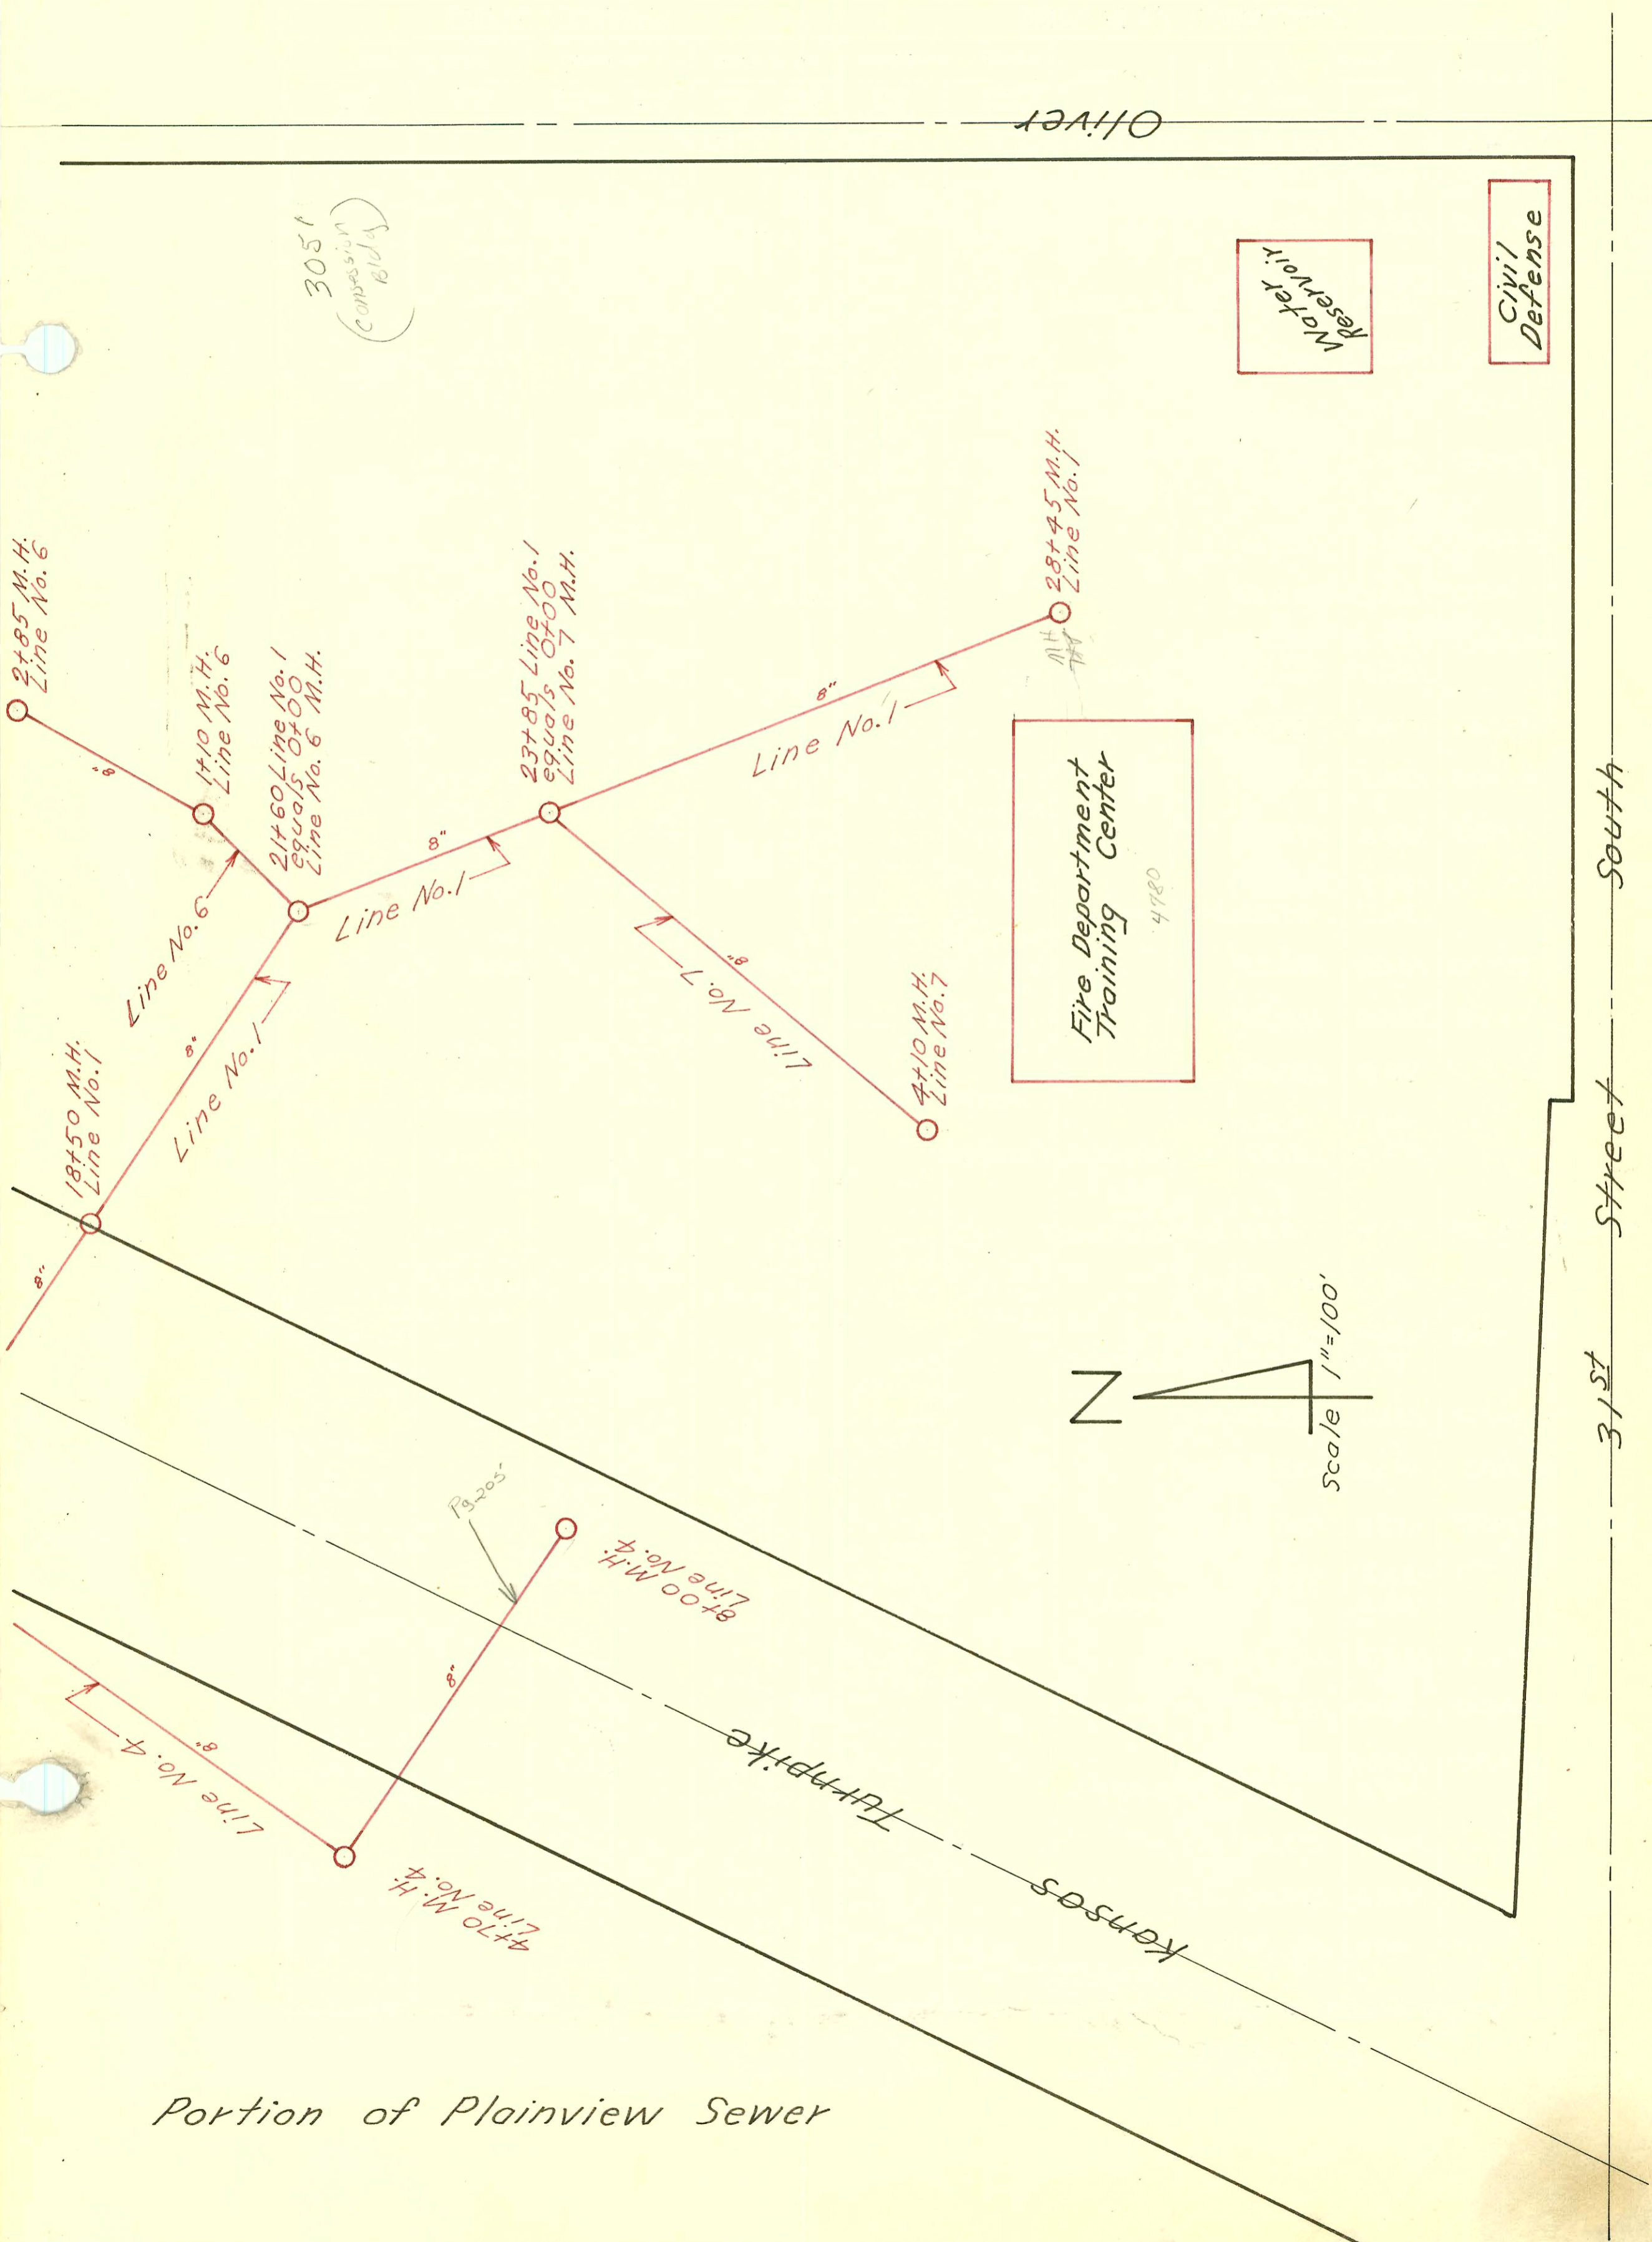 Oliver
3051
(Consession
Bldg)
Water
Reservoir
Civil
Defense
2+85 M.H.
Line No. 6
8"
1+10 M.H.
Line No. 6
Line No. 6
21+60 Line No. 1
equals 0+00
Line No. 6 M.H.
23+85 Line No. 1
equals 0+00
Line No. 7 M.H.
28+45 M.H.
Line No. 1
MH
8"
Line No. 1
8"
Line No. 1
18+50 M.H.
Line No. 1
8"
Line No. 1
8"
8"
Line No. 7
4+10 M.H.
Line No. 7
Fire Department
Training Center
4780
N
Scale 1"=100'
31st Street South
Pg-205
8+00 M.H.
Line No. 4
8"
8"
Line No. 4
4+70 M.H.
Line No. 4
Kansas Turnpike
Portion of Plainview Sewer